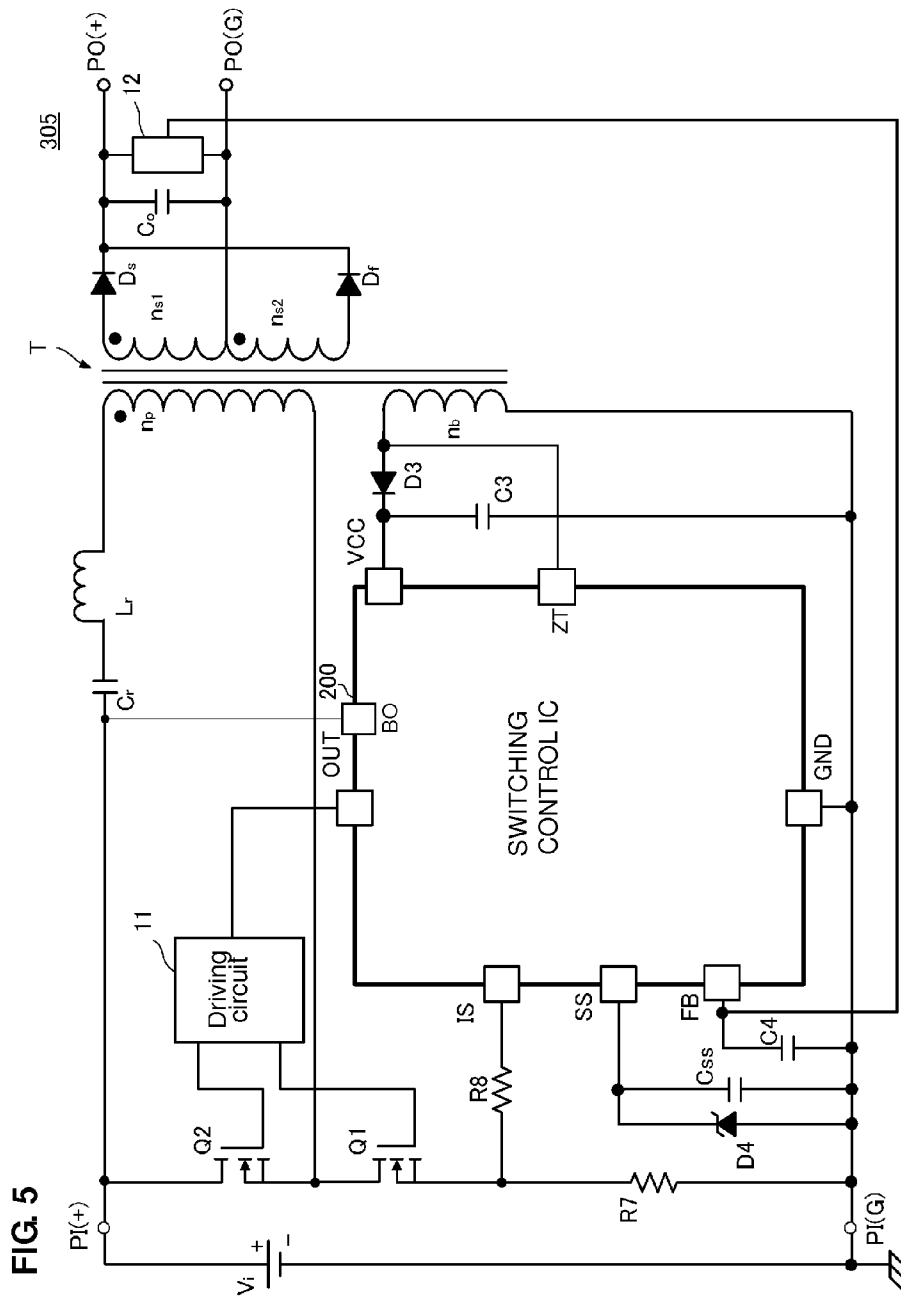 FIG. 5
305
T
PI(+)
Cr
Lr
np
ns1
Ds
Co
12
PO(+)
PO(G)
ns2
Df
Vi
+
-
Q2
Q1
11
Driving
circuit
OUT
200
BO
VCC
D3
nb
C3
ZT
IS
R8
SWITCHING
CONTROL IC
SS
FB
GND
R7
D4
Css
C4
PI(G)